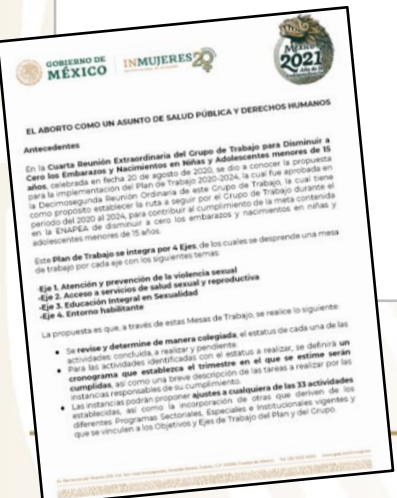 GOBIERNO DE
MÉXICO
INMUJERES
MÉXICO
2021
EL ABORTO COMO UN ASUNTO DE SALUD PÚBLICA Y DERECHOS HUMANOS
Antecedentes
En la Cuarta Reunión Extraordinaria del Grupo de Trabajo para Disminuir a
Cero los Embarazos y Nacimientos en Niñas y Adolescentes menores de 15
años, celebrada en fecha 20 de agosto de 2020, se dio a conocer la propuesta
para la implementación del Plan de Trabajo 2020-2024, la cual fue aprobada en
la Decimosegunda Reunión Ordinaria de este Grupo de Trabajo, la cual tiene
como propósito establecer la ruta a seguir por el Grupo de Trabajo durante el
periodo del 2020 al 2024, para contribuir al cumplimiento de la meta contenida
en la ENAPEA de disminuir a cero los embarazos y nacimientos en niñas y
adolescentes menores de 15 años.
Este Plan de Trabajo se integra por 4 Ejes, de los cuales se desprende una mesa
de trabajo por cada eje con los siguientes temas:
-Eje 1. Atención y prevención de la violencia sexual
-Eje 2. Acceso a servicios de salud sexual y reproductiva
-Eje 3. Educación Integral en Sexualidad
-Eje 4. Entorno habilitante
La propuesta es que, a través de estas Mesas de Trabajo, se realice lo siguiente:
• Se revise y determine de manera colegiada, el estatus de cada una de las
actividades: concluida, a realizar y pendiente.
• Para las actividades identificadas con el estatus a realizar, se definirá un
cronograma que establezca el trimestre en el que se estime serán
cumplidas, así como una breve descripción de las tareas a realizar por las
instancias responsables de su cumplimiento.
• Las instancias podrán proponer ajustes a cualquiera de las 33 actividades
establecidas, así como la incorporación de otras que deriven de los
diferentes Programas Sectoriales, Especiales e Institucionales vigentes y
que se vinculen a los Objetivos y Ejes de Trabajo del Plan y del Grupo.